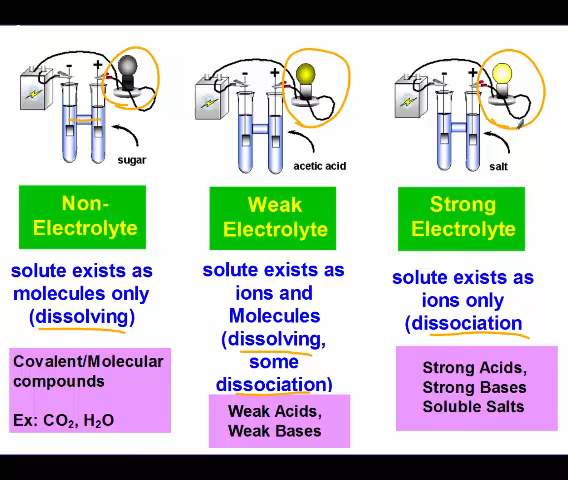 -
+
sugar
Non-
Electrolyte
solute exists as
molecules only
(dissolving)
Covalent/Molecular
compounds
Ex: CO₂, H₂O
-
+
acetic acid
Weak
Electrolyte
solute exists as
ions and
Molecules
(dissolving,
some
dissociation)
Weak Acids,
Weak Bases
-
+
salt
Strong
Electrolyte
solute exists as
ions only
(dissociation
Strong Acids,
Strong Bases
Soluble Salts